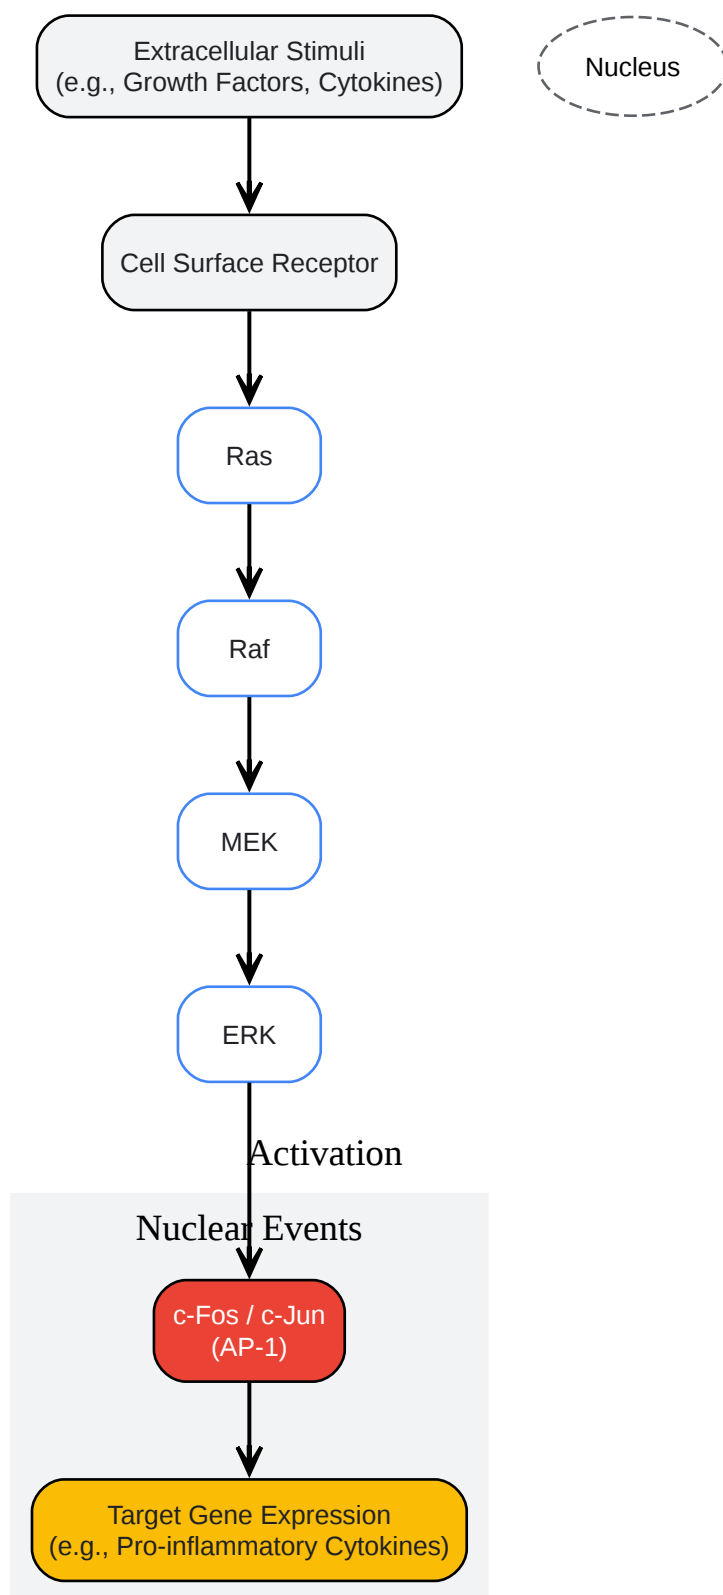 Extracellular Stimuli
(e.g., Growth Factors, Cytokines)
Nucleus
Cell Surface Receptor
Ras
Raf
MEK
ERK
Activation
Nuclear Events
c-Fos / c-Jun
(AP-1)
Target Gene Expression
(e.g., Pro-inflammatory Cytokines)